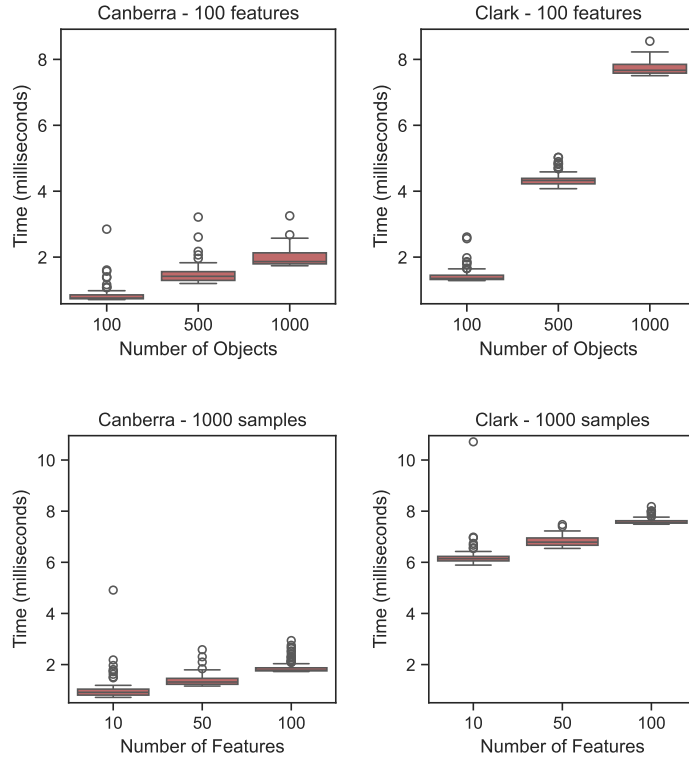 Canberra - 100 features
Time (milliseconds)
8
6
4
2
100 500 1000
Number of Objects
Clark - 100 features
Time (milliseconds)
8
6
4
2
100 500 1000
Number of Objects
Canberra - 1000 samples
Time (milliseconds)
10
8
6
4
2
10 50 100
Number of Features
Clark - 1000 samples
Time (milliseconds)
10
8
6
4
2
10 50 100
Number of Features